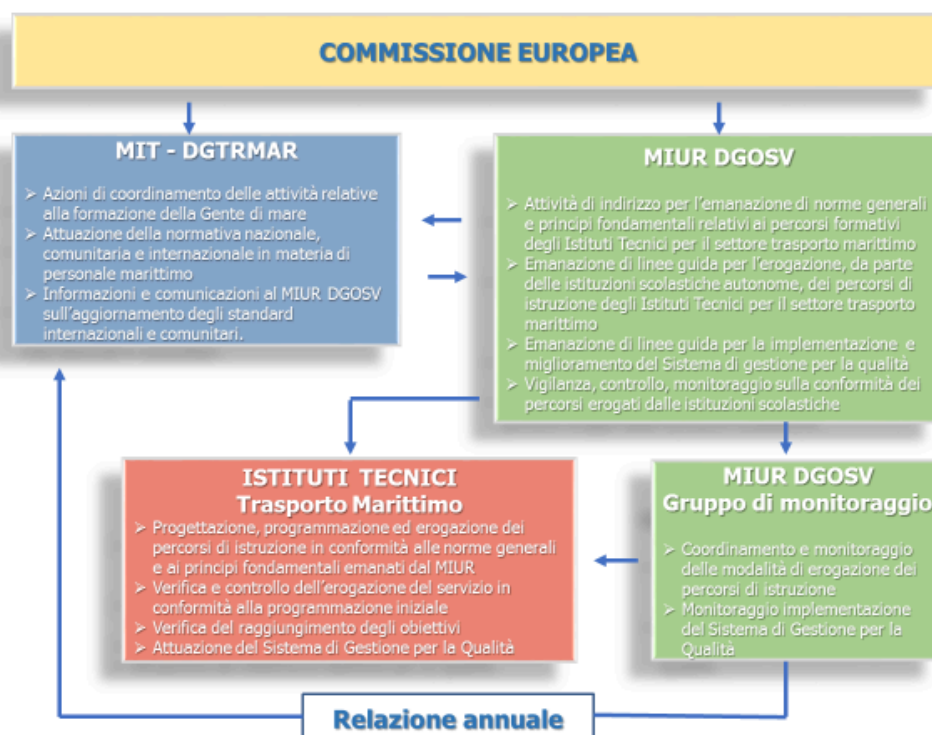 COMMISSIONE EUROPEA
MIT - DGTRMAR
➢ Azioni di coordinamento delle attività relative
alla formazione della Gente di mare
➢ Attuazione della normativa nazionale,
comunitaria e internazionale in materia di
personale marittimo
➢ Informazioni e comunicazioni al MIUR DGOSV
sull'aggiornamento degli standard
internazionali e comunitari.
MIUR DGOSV
➢ Attività di indirizzo per l'emanazione di norme generali
e principi fondamentali relativi ai percorsi formativi
degli Istituti Tecnici per il settore trasporto marittimo
➢ Emanazione di linee guida per l'erogazione, da parte
delle istituzioni scolastiche autonome, dei percorsi di
istruzione degli Istituti Tecnici per il settore trasporto
marittimo
➢ Emanazione di linee guida per la implementazione e
miglioramento del Sistema di gestione per la qualità
➢ Vigilanza, controllo, monitoraggio sulla conformità dei
percorsi erogati dalle istituzioni scolastiche
ISTITUTI TECNICI
Trasporto Marittimo
➢ Progettazione, programmazione ed erogazione dei
percorsi di istruzione in conformità alle norme generali
e ai principi fondamentali emanati dal MIUR
➢ Verifica e controllo dell'erogazione del servizio in
conformità alla programmazione iniziale
➢ Verifica del raggiungimento degli obiettivi
➢ Attuazione del Sistema di Gestione per la Qualità
MIUR DGOSV
Gruppo di monitoraggio
➢ Coordinamento e monitoraggio
delle modalità di erogazione dei
percorsi di istruzione
➢ Monitoraggio implementazione
del Sistema di Gestione per la
Qualità
Relazione annuale